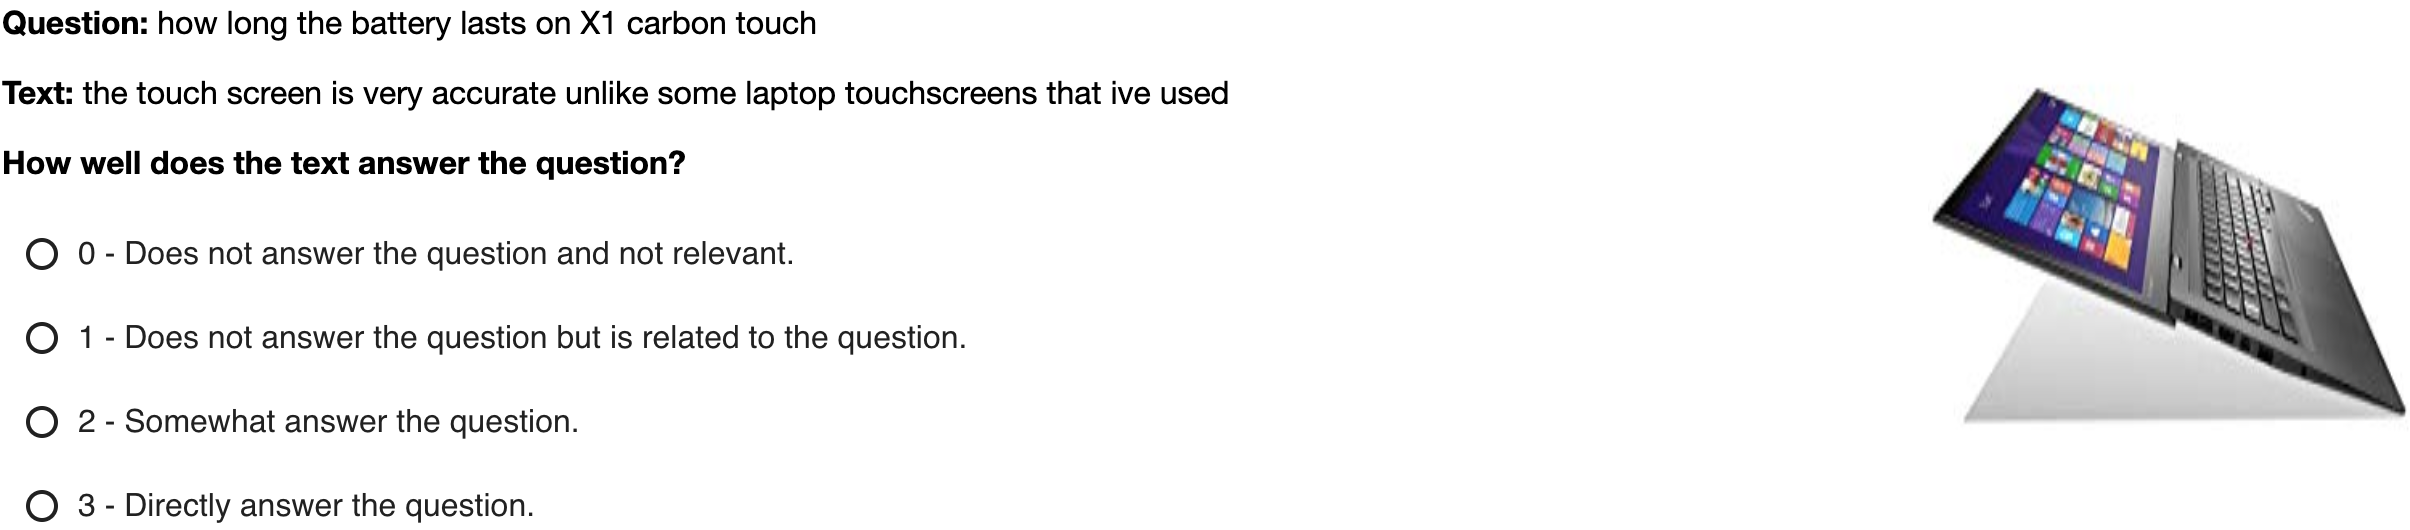 Question: how long the battery lasts on X1 carbon touch
Text: the touch screen is very accurate unlike some laptop touchscreens that ive used
How well does the text answer the question?
0 - Does not answer the question and not relevant.
1 - Does not answer the question but is related to the question.
2 - Somewhat answer the question.
3 - Directly answer the question.